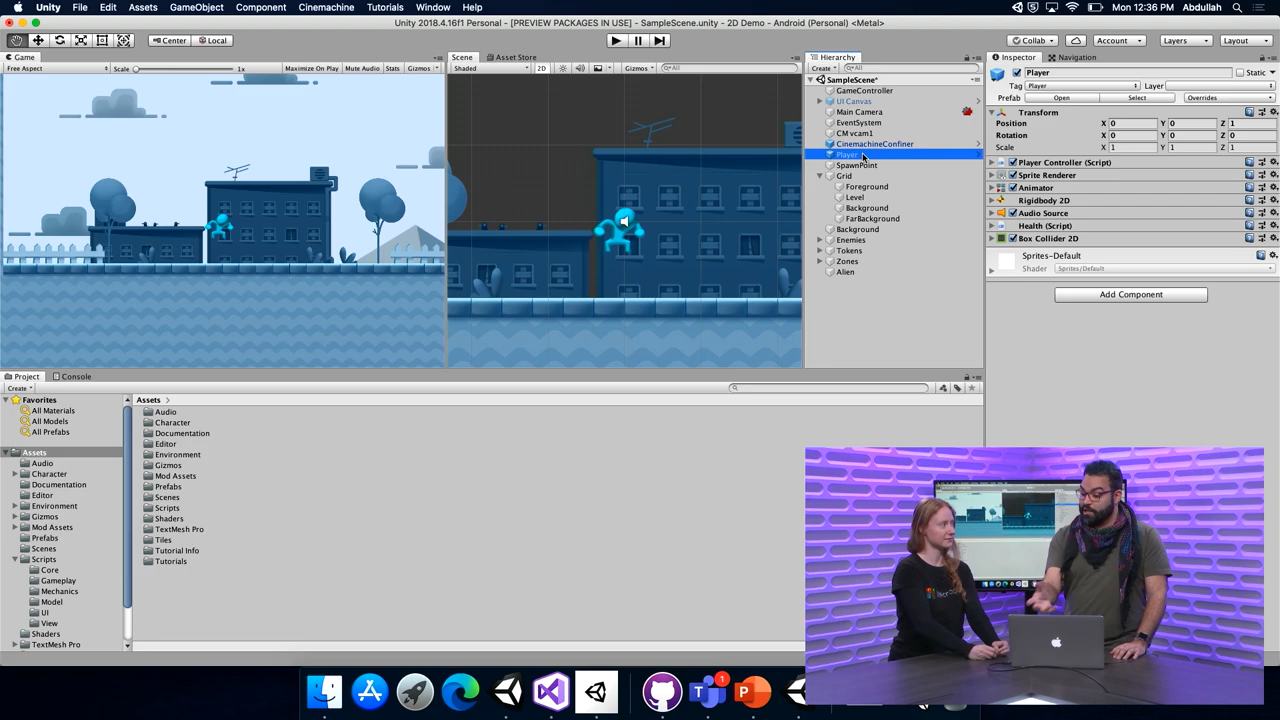 Unity File Edit Assets GameObject Component Cinemachine Tutorials Window Help Mon 12:36 PM Abdullah
Unity 2018.4.16f1 Personal - [PREVIEW PACKAGES IN USE] - SampleScene.unity - 2D Demo - Android (Personal) <Metal>
Center Local Collab Account Layers Layout
Game
Free Aspect Scale 1x Maximize On Play Mute Audio Stats Gizmos
Scene Asset Store
Shaded 2D Gizmos All
Hierarchy
Create All
SampleScene*
GameController
UI Canvas
Main Camera
EventSystem
CM vcam1
CinemachineConfiner
Player
SpawnPoint
Grid
Foreground
Level
Background
FarBackground
Background
Enemies
Tokens
Zones
Alien
Inspector Navigation
Player Static
Tag Player Layer
Prefab Open Select Overrides
Transform
Position X 0 Y 0 Z 1
Rotation X 0 Y 0 Z 0
Scale X 1 Y 1 Z 1
Player Controller (Script)
Sprite Renderer
Animator
Rigidbody 2D
Audio Source
Health (Script)
Box Collider 2D
Sprites-Default
Shader Sprites/Default
Add Component
Project Console
Create
Favorites
All Materials
All Models
All Prefabs
Assets
Audio
Character
Documentation
Editor
Environment
Gizmos
Mod Assets
Prefabs
Scenes
Scripts
Core
Gameplay
Mechanics
Model
UI
View
Shaders
TextMesh Pro
Assets
Audio
Character
Documentation
Editor
Environment
Gizmos
Mod Assets
Prefabs
Scenes
Scripts
Shaders
TextMesh Pro
Tiles
Tutorial Info
Tutorials
1